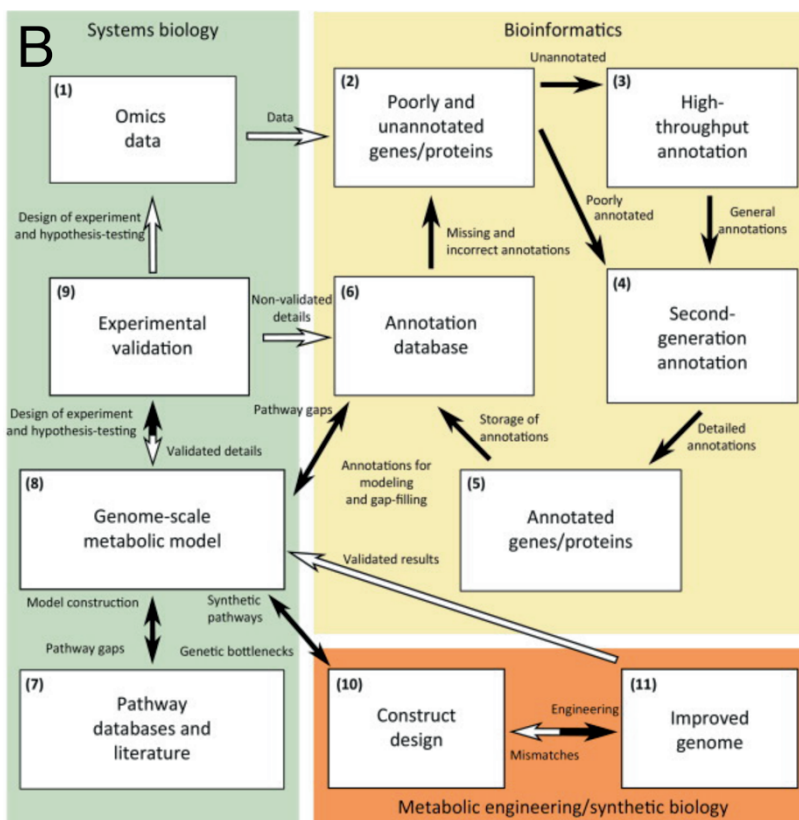 B
Systems biology
Bioinformatics
(1)
Omics
data
Data
(2)
Poorly and
unannotated
genes/proteins
Unannotated
(3)
High-
throughput
annotation
Design of experiment
and hypothesis-testing
Missing and
incorrect annotations
Poorly
annotated
General
annotations
(9)
Experimental
validation
Non-validated
details
(6)
Annotation
database
(4)
Second-
generation
annotation
Design of experiment
and hypothesis-testing
Validated details
Pathway gaps
Annotations for
modeling
and gap-filling
Storage of
annotations
Detailed
annotations
(8)
Genome-scale
metabolic model
(5)
Annotated
genes/proteins
Validated results
Model construction
Pathway gaps
Synthetic
pathways
Genetic bottlenecks
(7)
Pathway
databases and
literature
(10)
Construct
design
Engineering
Mismatches
(11)
Improved
genome
Metabolic engineering/synthetic biology